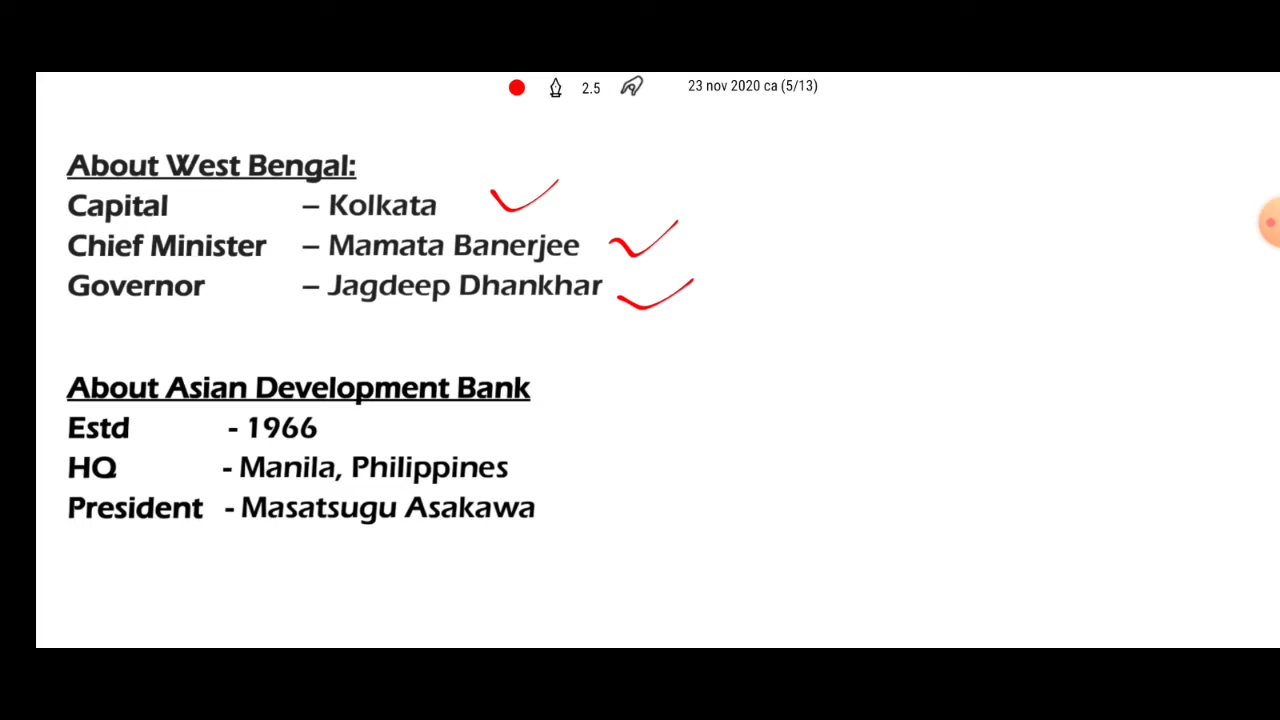 2.5 23 nov 2020 ca (5/13)
About West Bengal:
Capital – Kolkata
Chief Minister – Mamata Banerjee
Governor – Jagdeep Dhankhar
About Asian Development Bank
Estd - 1966
HQ - Manila, Philippines
President - Masatsugu Asakawa